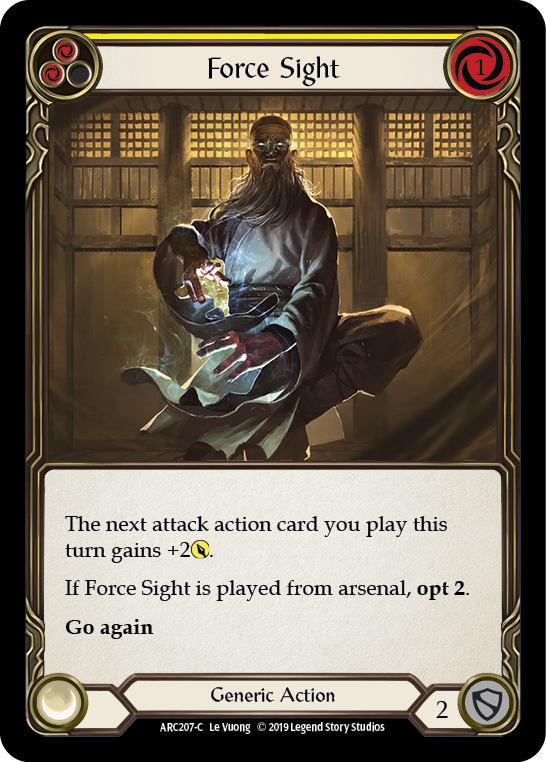 Force Sight
1
The next attack action card you play this
turn gains +2.
If Force Sight is played from arsenal, opt 2.
Go again
Generic Action
2
ARC207-C Le Vuong © 2019 Legend Story Studios